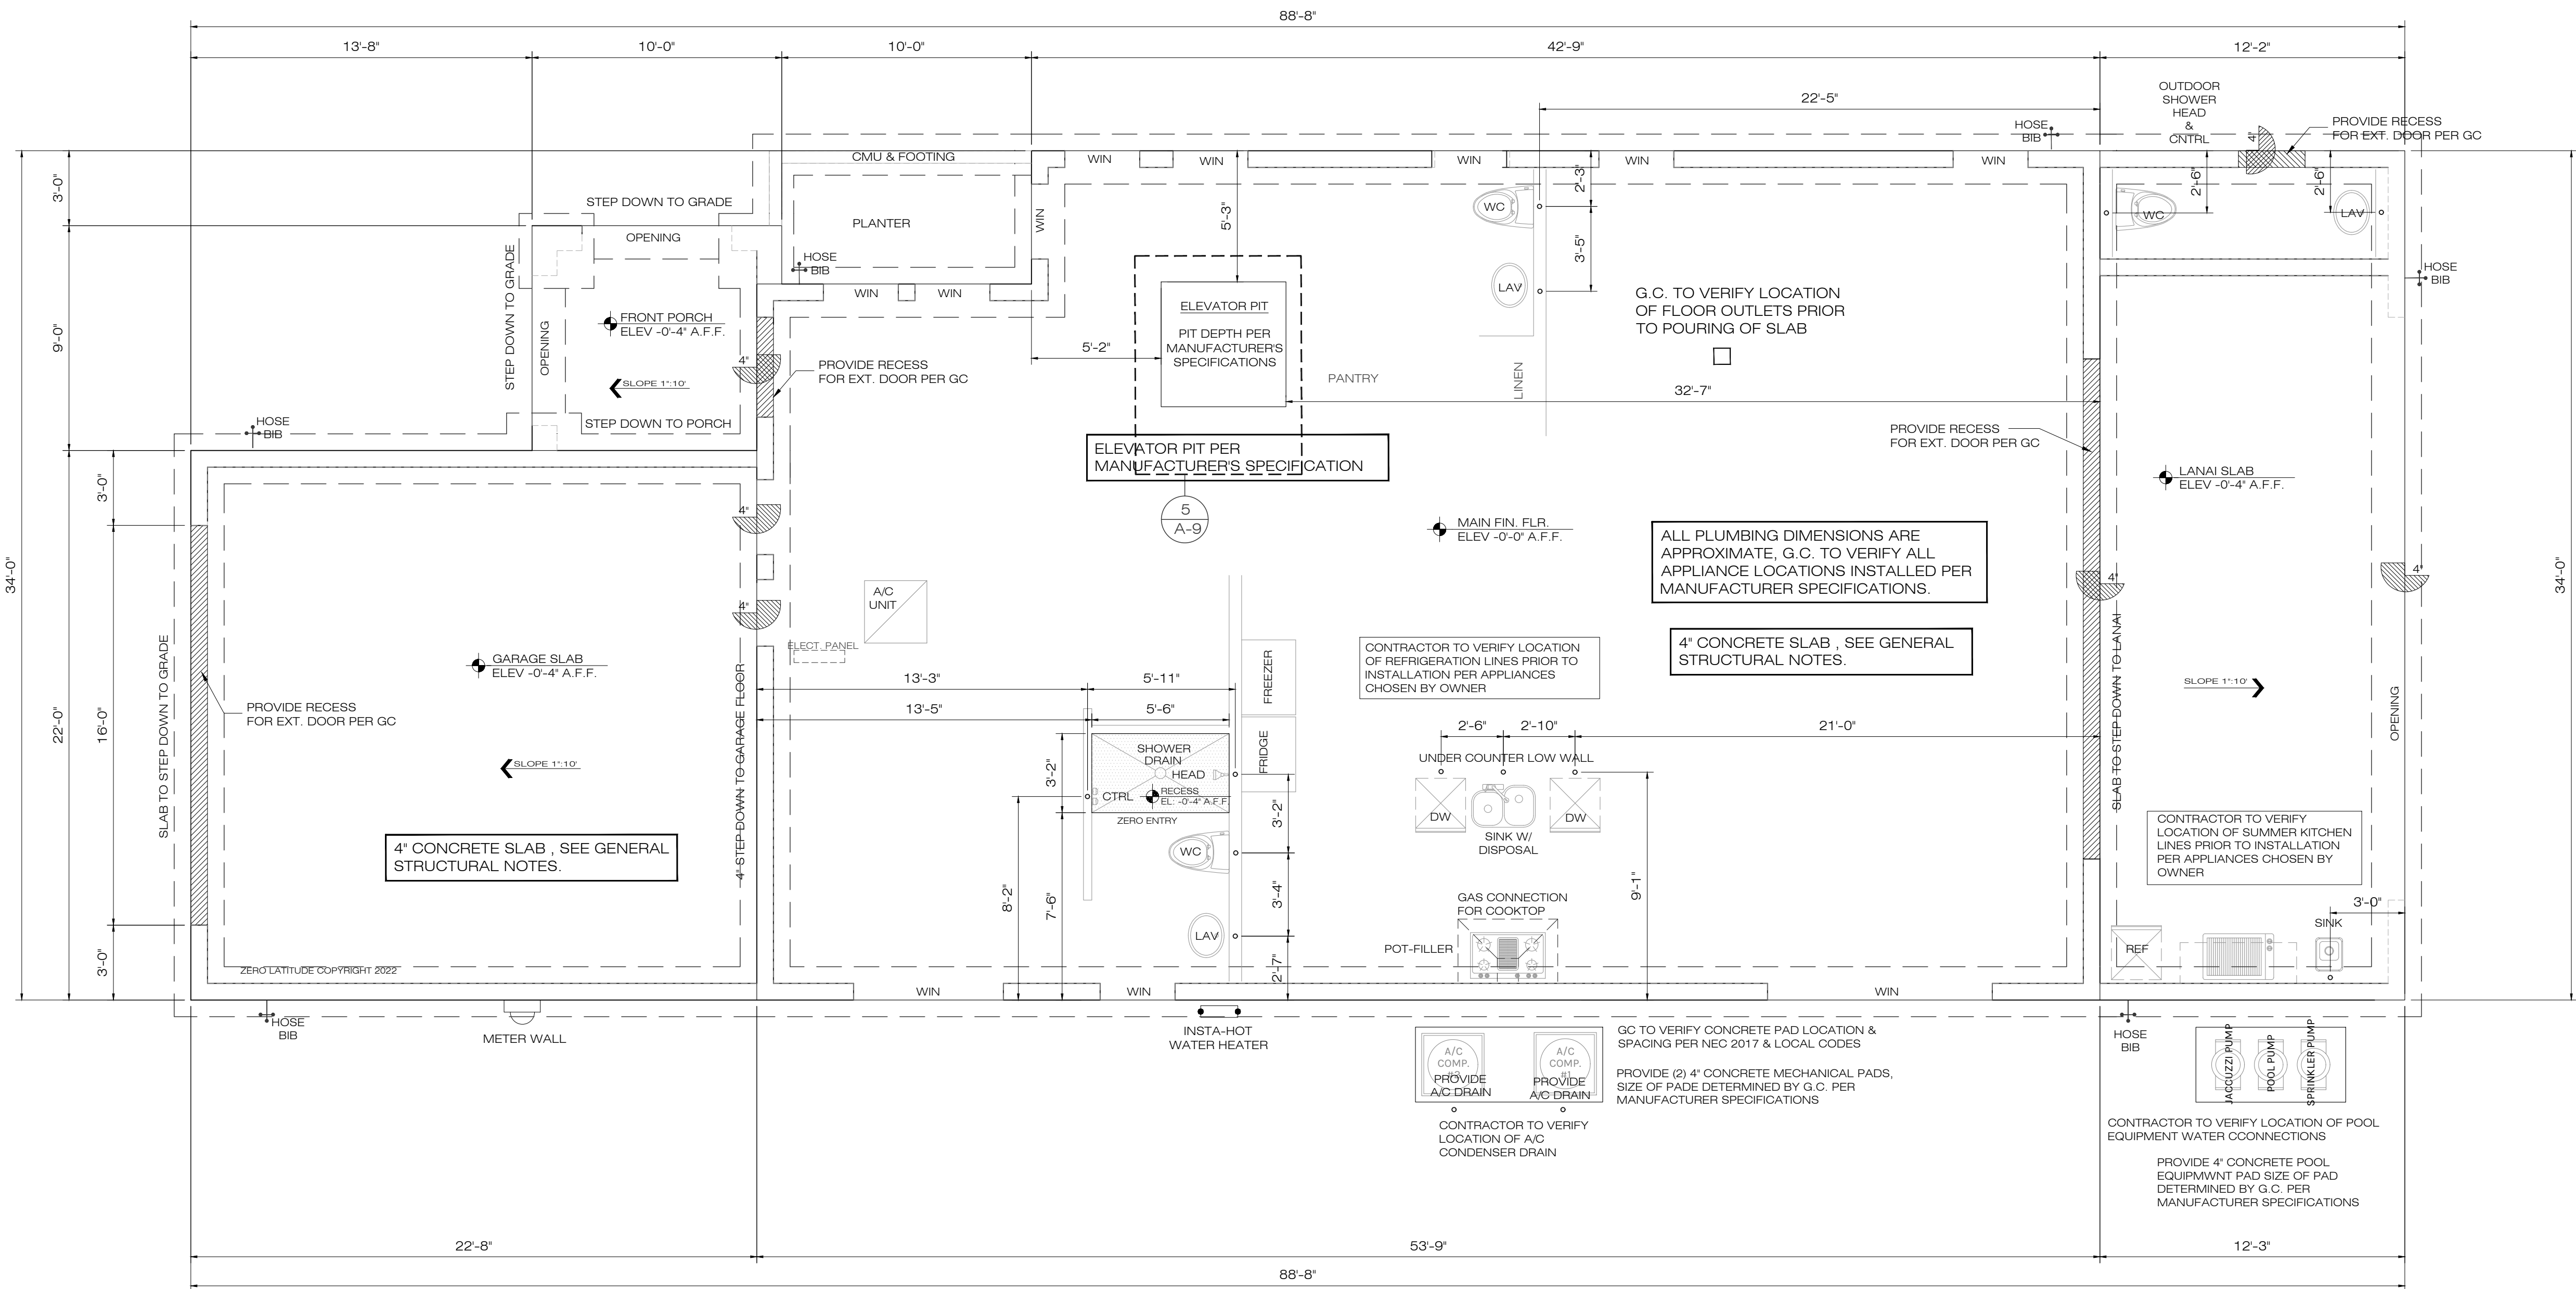 88'-8"
13'-8"
10'-0"
10'-0"
42'-9"
12'-2"
22'-5"
OUTDOOR
SHOWER
HEAD
&
CNTRL
4"
PROVIDE RECESS
FOR EXT. DOOR PER GC
HOSE
BIB
3'-0"
CMU & FOOTING
WIN
WIN
WIN
WIN
WIN
2'-3"
2'-6"
2'-6"
WC
LAV
WC
LAV
STEP DOWN TO GRADE
OPENING
PLANTER
WIN
5'-3"
3'-5"
HOSE
BIB
HOSE
BIB
WIN
WIN
STEP DOWN TO GRADE
OPENING
FRONT PORCH
ELEV -0'-4" A.F.F.
SLOPE 1":10'
STEP DOWN TO PORCH
4"
PROVIDE RECESS
FOR EXT. DOOR PER GC
9'-0"
ELEVATOR PIT
PIT DEPTH PER
MANUFACTURER'S
SPECIFICATIONS
5'-2"
PANTRY
LINEN
G.C. TO VERIFY LOCATION
OF FLOOR OUTLETS PRIOR
TO POURING OF SLAB
32'-7"
HOSE
BIB
ELEVATOR PIT PER
MANUFACTURER'S SPECIFICATION
5
A-9
PROVIDE RECESS
FOR EXT. DOOR PER GC
LANAI SLAB
ELEV -0'-4" A.F.F.
MAIN FIN. FLR.
ELEV -0'-0" A.F.F.
ALL PLUMBING DIMENSIONS ARE
APPROXIMATE, G.C. TO VERIFY ALL
APPLIANCE LOCATIONS INSTALLED PER
MANUFACTURER SPECIFICATIONS.
4" CONCRETE SLAB , SEE GENERAL
STRUCTURAL NOTES.
34'-0"
34'-0"
22'-0"
3'-0"
16'-0"
3'-0"
4"
4"
4"
4"
A/C
UNIT
ELECT. PANEL
GARAGE SLAB
ELEV -0'-4" A.F.F.
SLAB TO STEP DOWN TO GRADE
PROVIDE RECESS
FOR EXT. DOOR PER GC
SLOPE 1":10'
4" STEP DOWN TO GARAGE FLOOR
4" CONCRETE SLAB , SEE GENERAL
STRUCTURAL NOTES.
ZERO LATITUDE COPYRIGHT 2022
13'-3"
5'-11"
13'-5"
5'-6"
FREEZER
FRIDGE
CONTRACTOR TO VERIFY LOCATION
OF REFRIGERATION LINES PRIOR TO
INSTALLATION PER APPLIANCES
CHOSEN BY OWNER
3'-2"
SHOWER
DRAIN
HEAD
CTRL
RECESS
EL: -0'-4" A.F.F.
ZERO ENTRY
8'-2"
7'-6"
WC
LAV
3'-2"
3'-4"
2'-7"
2'-6"
2'-10"
21'-0"
UNDER COUNTER LOW WALL
DW
DW
SINK W/
DISPOSAL
9'-1"
GAS CONNECTION
FOR COOKTOP
POT-FILLER
SLAB TO STEP DOWN TO LANAI
SLOPE 1":10'
OPENING
CONTRACTOR TO VERIFY
LOCATION OF SUMMER KITCHEN
LINES PRIOR TO INSTALLATION
PER APPLIANCES CHOSEN BY
OWNER
3'-0"
SINK
REF
WIN
WIN
WIN
HOSE
BIB
METER WALL
INSTA-HOT
WATER HEATER
A/C
COMP.
#2
PROVIDE
A/C DRAIN
A/C
COMP.
#1
PROVIDE
A/C DRAIN
GC TO VERIFY CONCRETE PAD LOCATION &
SPACING PER NEC 2017 & LOCAL CODES
PROVIDE (2) 4" CONCRETE MECHANICAL PADS,
SIZE OF PADE DETERMINED BY G.C. PER
MANUFACTURER SPECIFICATIONS
CONTRACTOR TO VERIFY
LOCATION OF A/C
CONDENSER DRAIN
HOSE
BIB
JACCUZZI PUMP
POOL PUMP
SPRINKLER PUMP
CONTRACTOR TO VERIFY LOCATION OF POOL
EQUIPMENT WATER CCONNECTIONS
PROVIDE 4" CONCRETE POOL
EQUIPMWNT PAD SIZE OF PAD
DETERMINED BY G.C. PER
MANUFACTURER SPECIFICATIONS
22'-8"
53'-9"
12'-3"
88'-8"